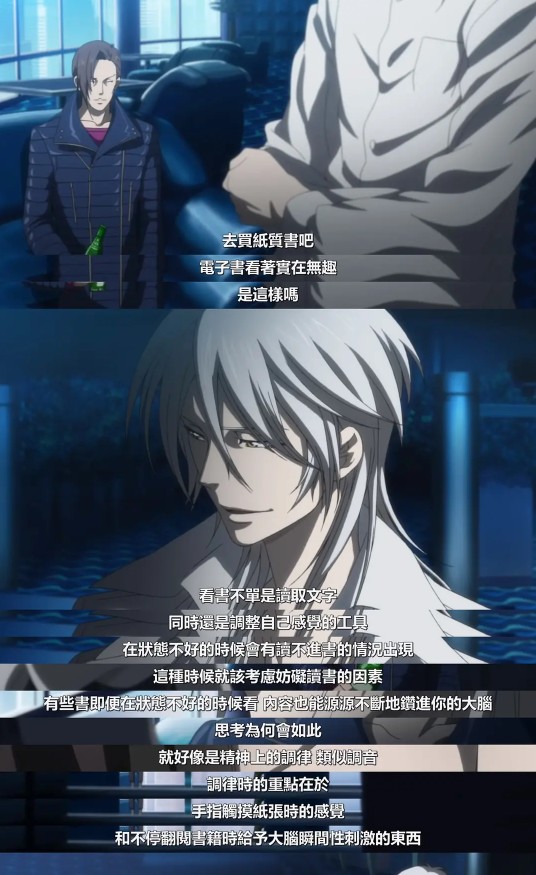 去買紙質書吧
電子書看著實在無趣
是這樣嗎
看書不單是讀取文字
同時還是調整自己感覺的工具
在狀態不好的時候會有讀不進書的情況出現
這種時候就該考慮妨礙讀書的因素
有些書即便在狀態不好的時候看 內容也能源源不斷地鑽進你的大腦
思考為何會如此
就好像是精神上的調律 類似調音
調律時的重點在於
手指觸摸紙張時的感覺
和不停翻閱書籍時給予大腦瞬間性刺激的東西